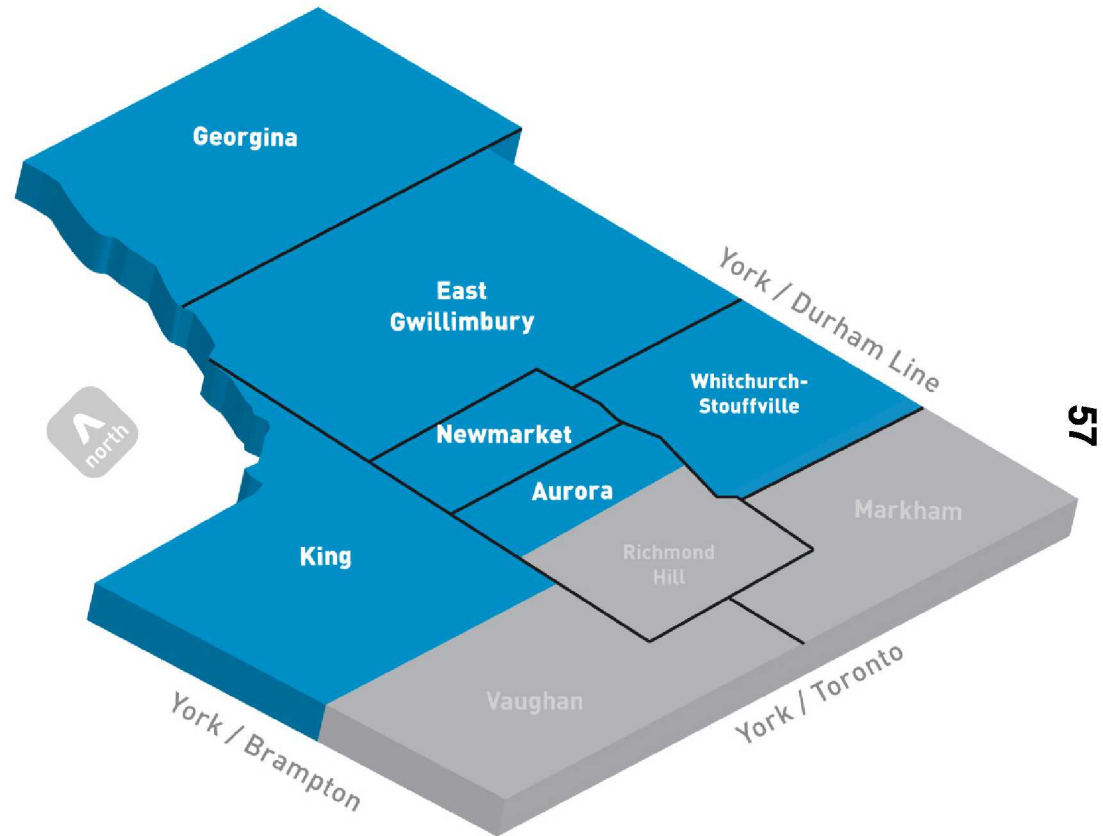 Georgina
East
Gwillimbury
York / Durham Line
Whitchurch-
Stouffville
57
north
Newmarket
Aurora
Markham
King
Richmond
Hill
Vaughan
York / Toronto
York / Brampton